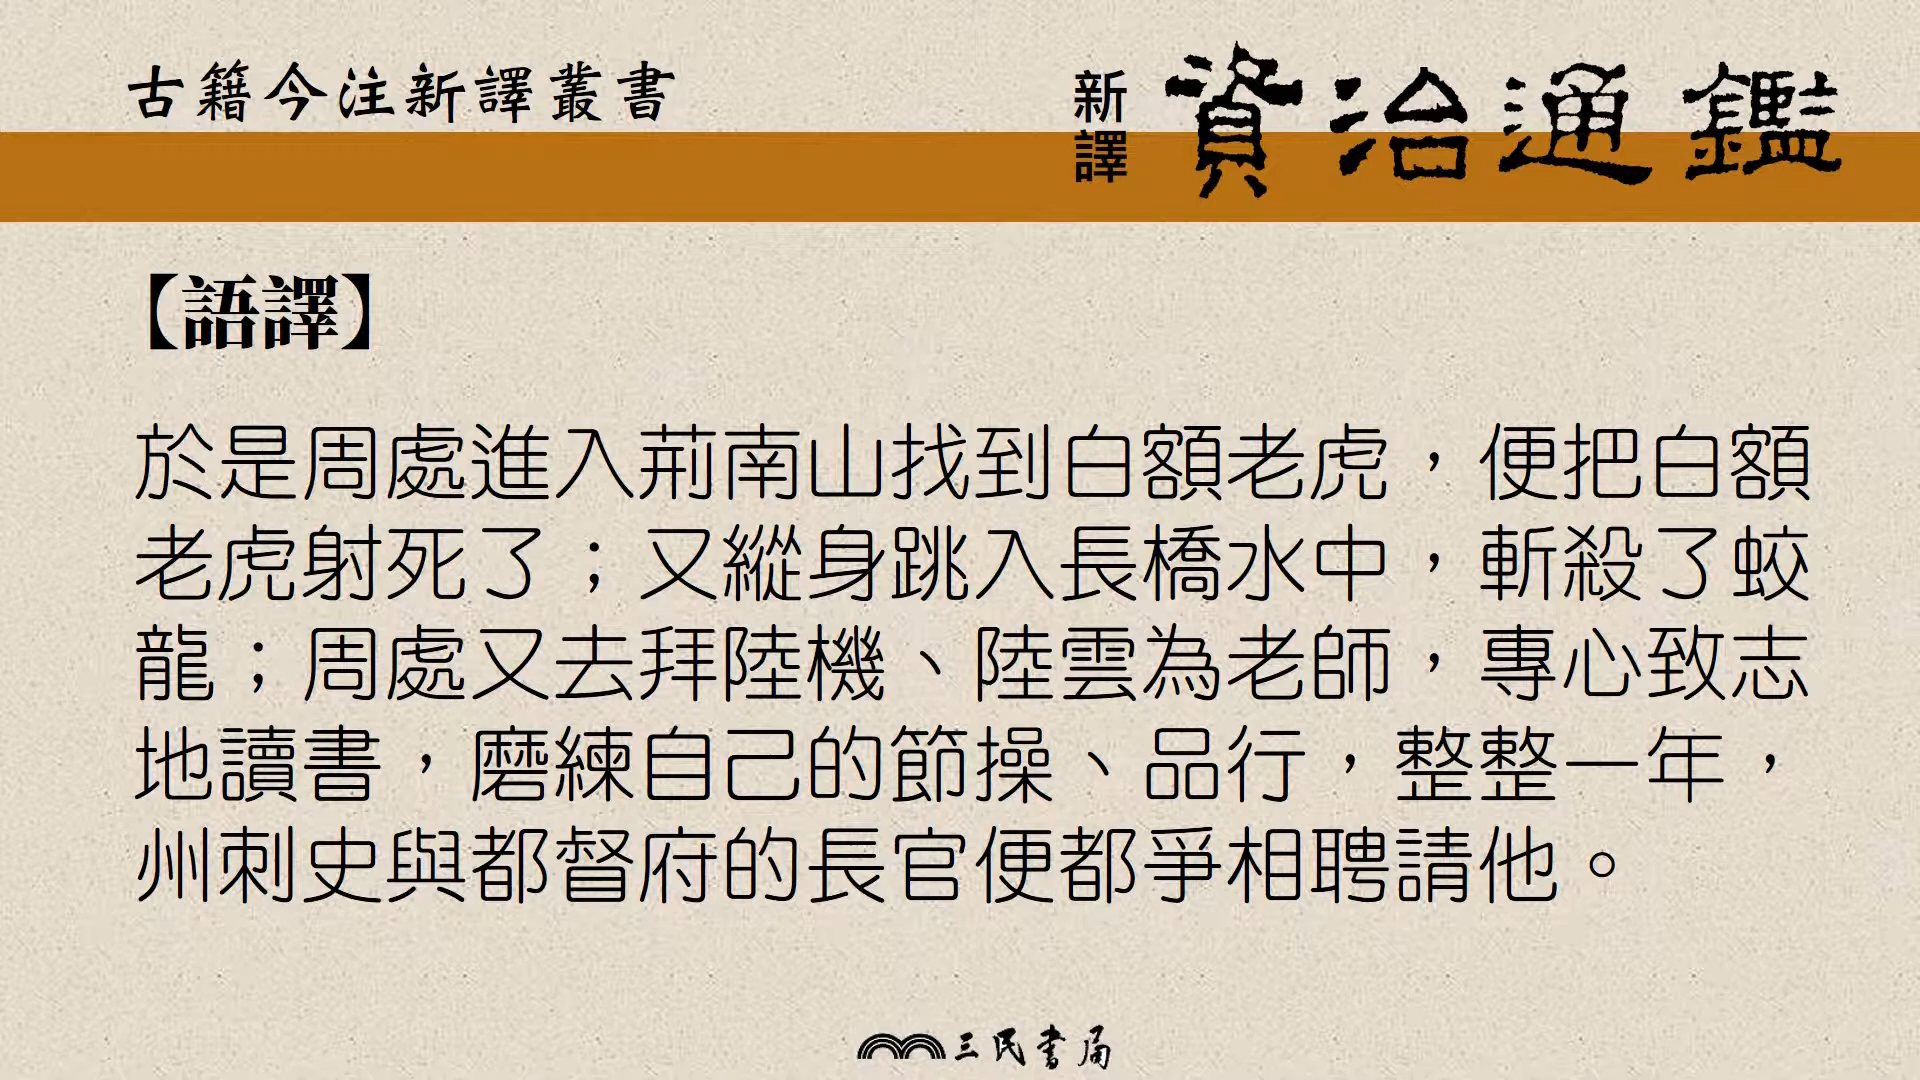 古籍今注新譯叢書
新譯
資治通鑑
【語譯】
於是周處進入荊南山找到白額老虎，便把白額
老虎射死了；又縱身跳入長橋水中，斬殺了蛟
龍；周處又去拜陸機、陸雲為老師，專心致志
地讀書，磨練自己的節操、品行，整整一年，
州刺史與都督府的長官便都爭相聘請他。
三民書局